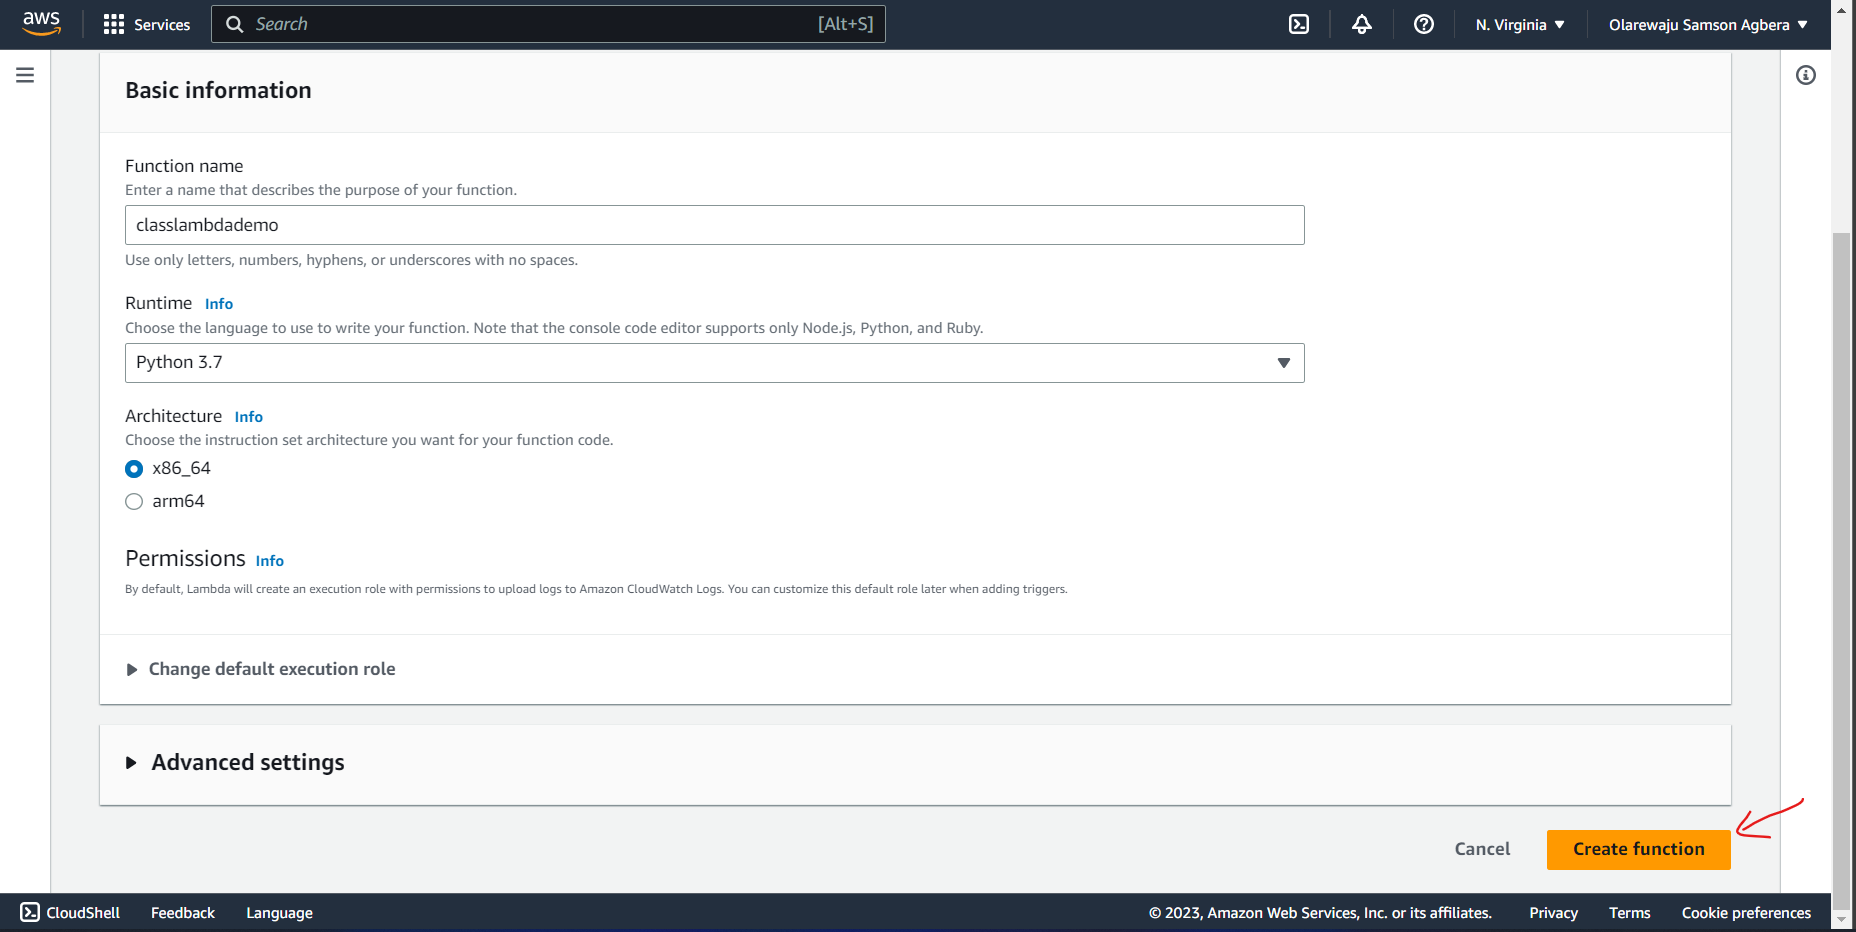 aws Services Search [Alt+S] N. Virginia Olarewaju Samson Agbera
Basic information
Function name
Enter a name that describes the purpose of your function.
classlambdademo
Use only letters, numbers, hyphens, or underscores with no spaces.
Runtime Info
Choose the language to use to write your function. Note that the console code editor supports only Node.js, Python, and Ruby.
Python 3.7
Architecture Info
Choose the instruction set architecture you want for your function code.
x86_64
arm64
Permissions Info
By default, Lambda will create an execution role with permissions to upload logs to Amazon CloudWatch Logs. You can customize this default role later when adding triggers.
Change default execution role
Advanced settings
Cancel Create function
CloudShell Feedback Language © 2023, Amazon Web Services, Inc. or its affiliates. Privacy Terms Cookie preferences